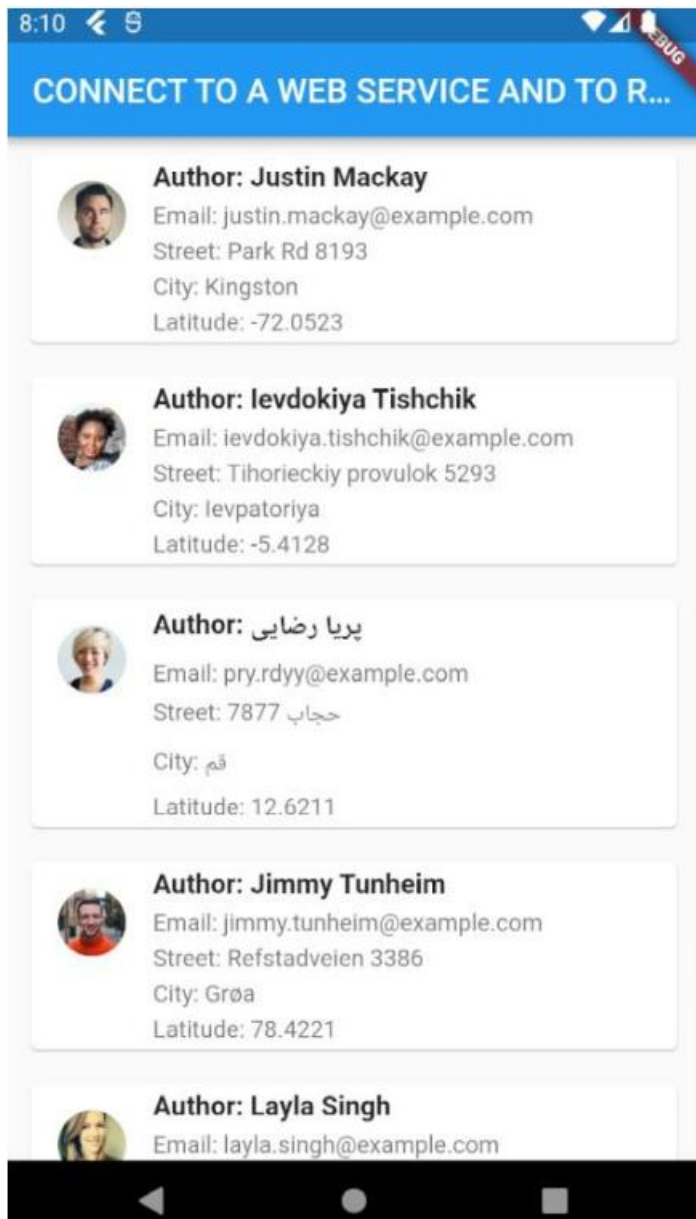 8:10
DEBUG
CONNECT TO A WEB SERVICE AND TO R...
Author: Justin Mackay
Email: justin.mackay@example.com
Street: Park Rd 8193
City: Kingston
Latitude: -72.0523
Author: Ievdokiya Tishchik
Email: ievdokiya.tishchik@example.com
Street: Tihorieckiy provulok 5293
City: Ievpatoriya
Latitude: -5.4128
Author: پریا رضایی
Email: pry.rdyy@example.com
Street: 7877 حجاب
City: قم
Latitude: 12.6211
Author: Jimmy Tunheim
Email: jimmy.tunheim@example.com
Street: Refstadveien 3386
City: Grøa
Latitude: 78.4221
Author: Layla Singh
Email: layla.singh@example.com